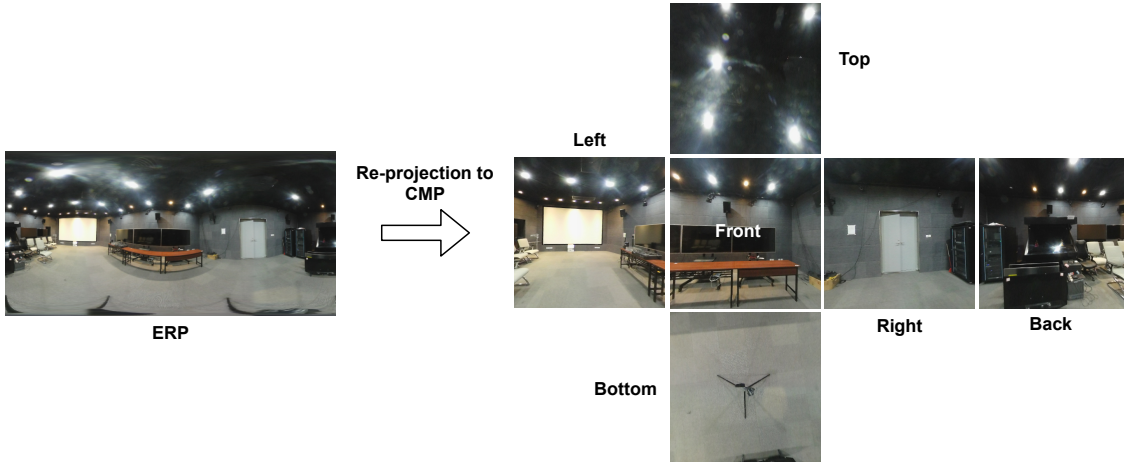 Top
Left
Re-projection to
CMP
Front
ERP
Right
Back
Bottom